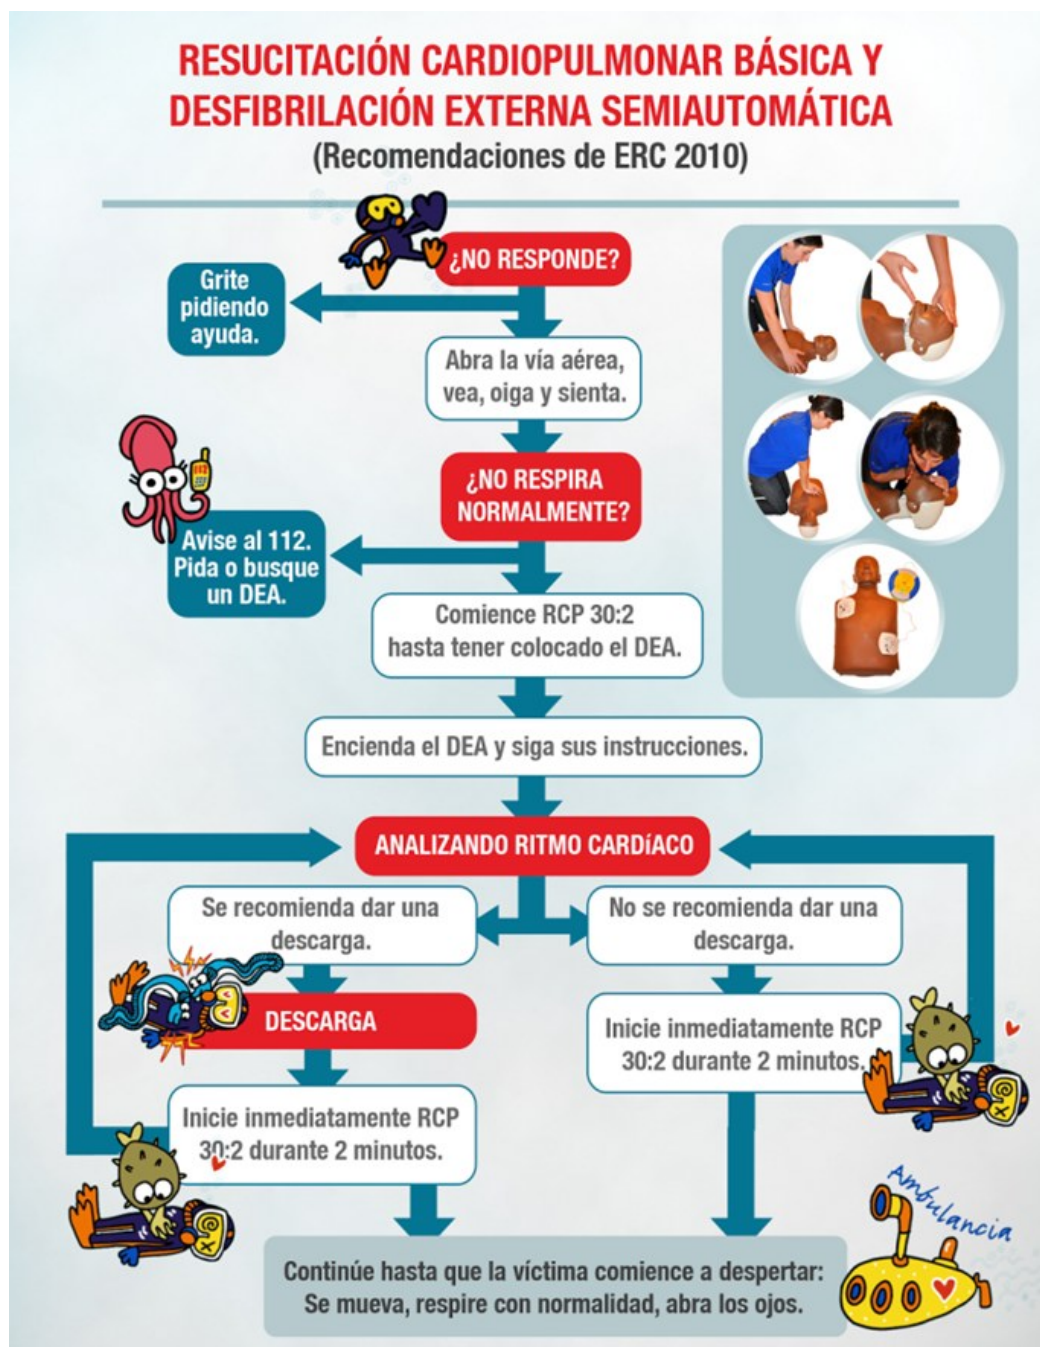 RESUCITACIÓN CARDIOPULMONAR BÁSICA Y
DESFIBRILACIÓN EXTERNA SEMIAUTOMÁTICA
(Recomendaciones de ERC 2010)
¿NO RESPONDE?
Grite
pidiendo
ayuda.
Abra la vía aérea,
vea, oiga y sienta.
¿NO RESPIRA
NORMALMENTE?
112
Avise al 112.
Pida o busque
un DEA.
Comience RCP 30:2
hasta tener colocado el DEA.
Encienda el DEA y siga sus instrucciones.
ANALIZANDO RITMO CARDíACO
Se recomienda dar una
descarga.
No se recomienda dar una
descarga.
DESCARGA
Inicie inmediatamente RCP
30:2 durante 2 minutos.
Inicie inmediatamente RCP
30:2 durante 2 minutos.
Ambulancia
Continúe hasta que la víctima comience a despertar:
Se mueva, respire con normalidad, abra los ojos.